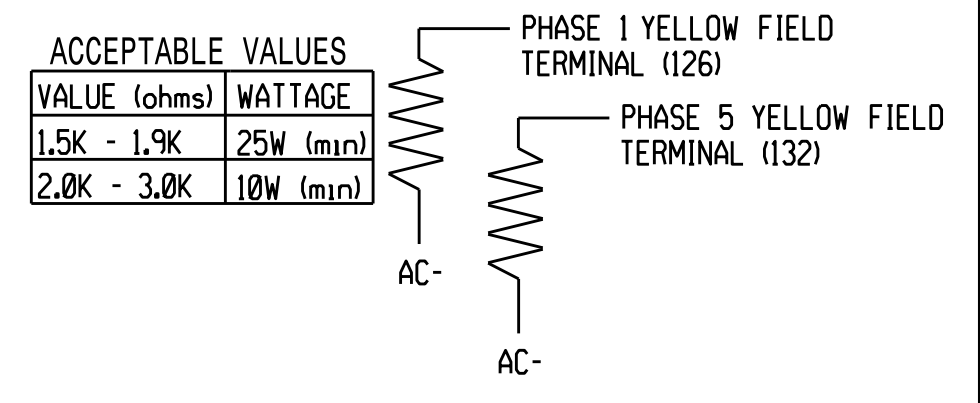 ACCEPTABLE VALUES
VALUE (ohms) WATTAGE
1.5K - 1.9K 25W (min)
2.0K - 3.0K 10W (min)
PHASE 1 YELLOW FIELD
TERMINAL (126)
AC-
PHASE 5 YELLOW FIELD
TERMINAL (132)
AC-